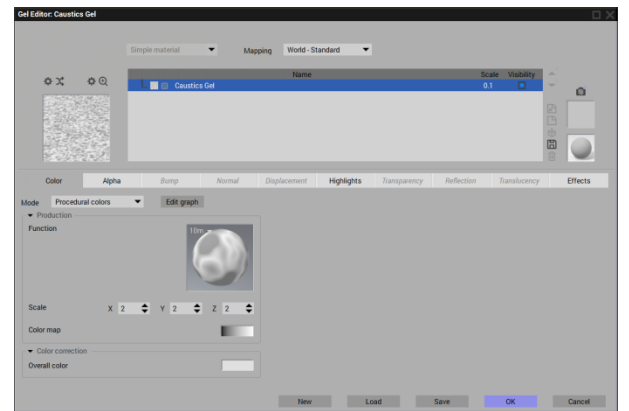 Gel Editor: Caustics Gel
Simple material Mapping World - Standard
Name Scale Visibility
Caustics Gel 0.1
Color Alpha Bump Normal Displacement Highlights Transparency Reflection Translucency Effects
Mode Procedural colors Edit graph
Production
Function 10m
Scale X 2 Y 2 Z 2
Color map
Color correction
Overall color
New Load Save OK Cancel